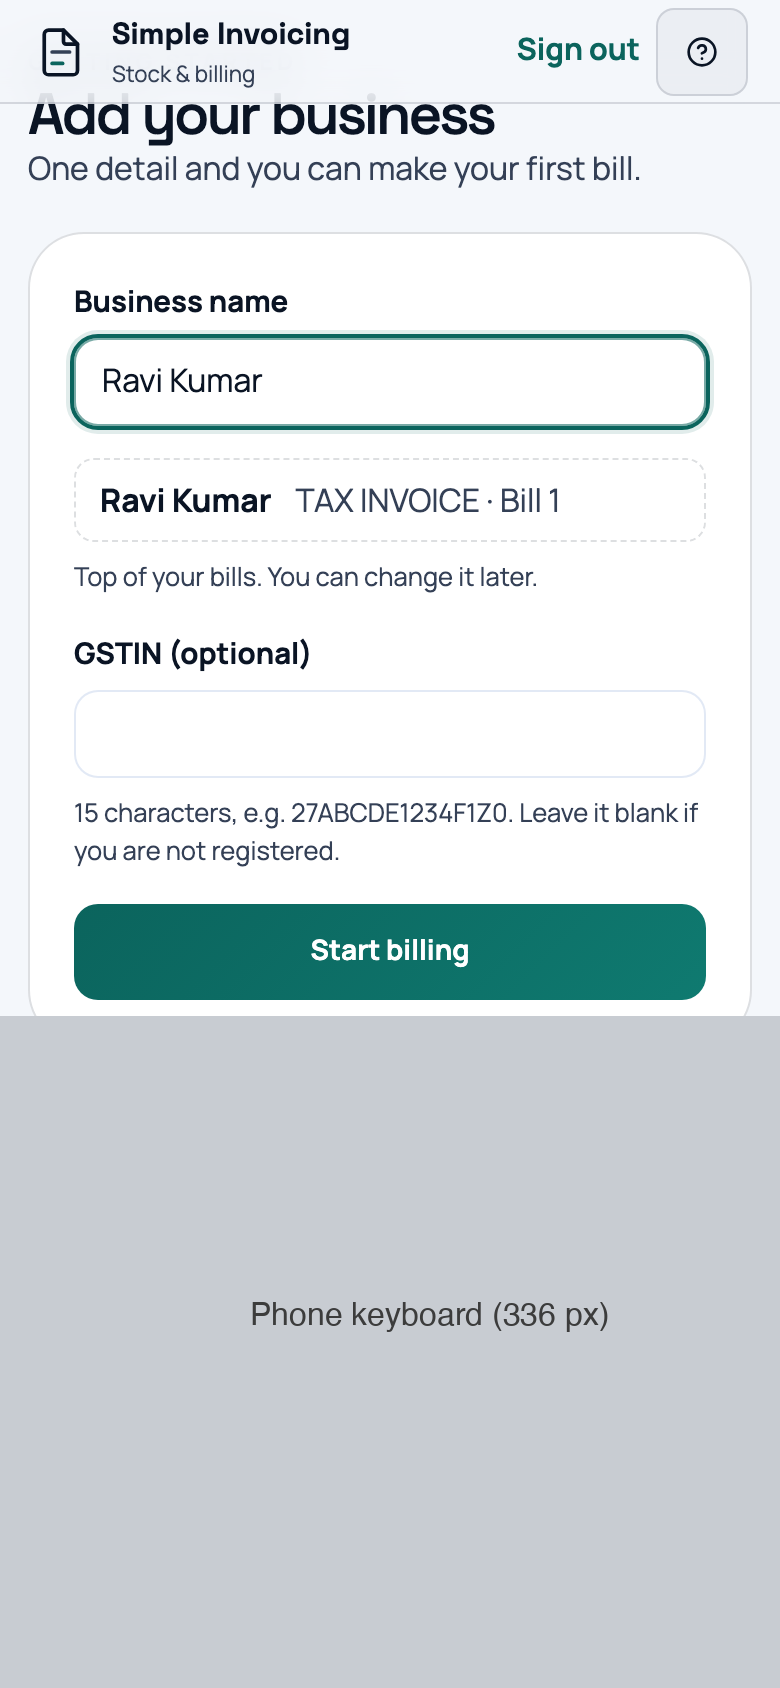 Simple Invoicing
Stock & billing
Sign out
Add your business
One detail and you can make your first bill.
Business name
Ravi Kumar
Ravi Kumar TAX INVOICE · Bill 1
Top of your bills. You can change it later.
GSTIN (optional)
15 characters, e.g. 27ABCDE1234F1Z0. Leave it blank if
you are not registered.
Start billing
Phone keyboard (336 px)